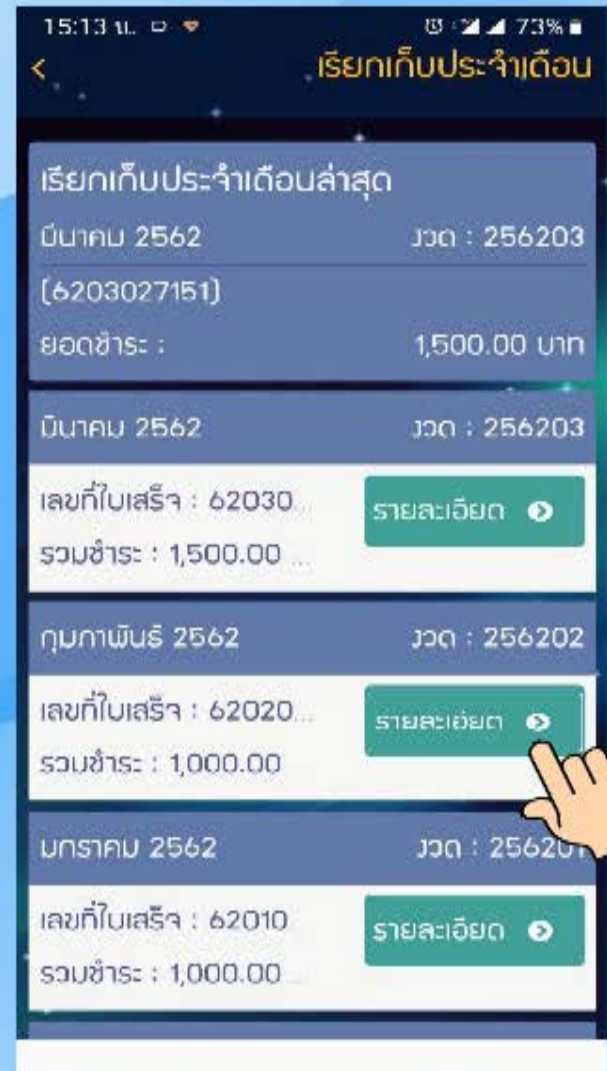 15:13 น. 73%
เรียกเก็บประจำเดือน
เรียกเก็บประจำเดือนล่าสุด
มีนาคม 2562 งวด : 256203
(6203027151)
ยอดชำระ : 1,500.00 บาท
มีนาคม 2562 งวด : 256203
เลขที่ใบเสร็จ : 62030... รายละเอียด
รวมชำระ : 1,500.00 ...
กุมภาพันธ์ 2562 งวด : 256202
เลขที่ใบเสร็จ : 62020... รายละเอียด
รวมชำระ : 1,000.00
มกราคม 2562 งวด : 256201
เลขที่ใบเสร็จ : 62010 รายละเอียด
รวมชำระ : 1,000.00 ...